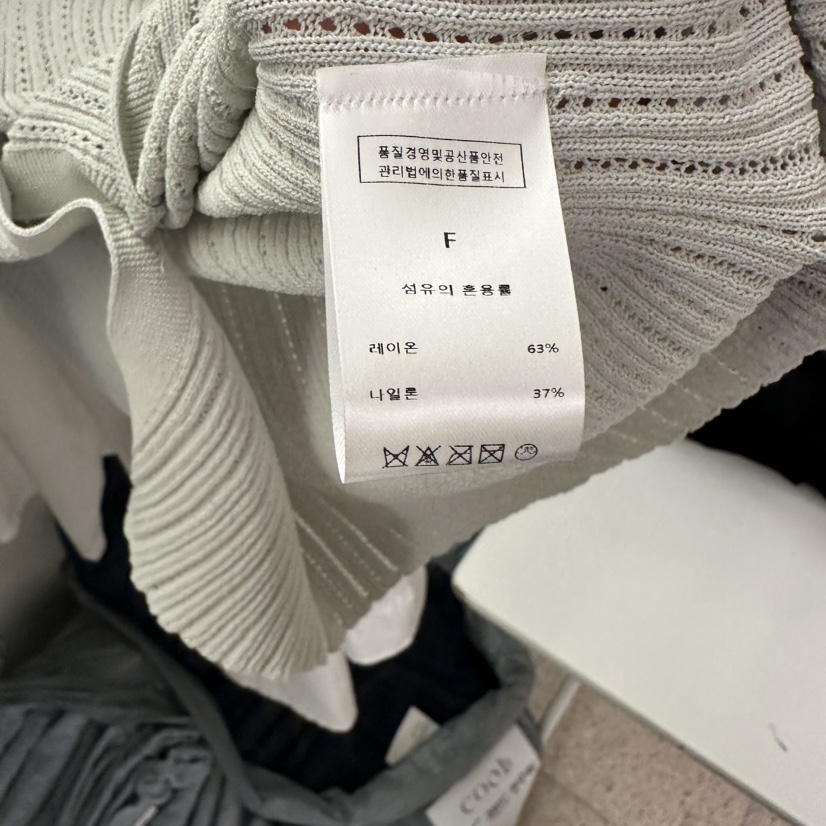 품질경영및공산품안전
관리법에의한품질표시
F
섬유의 혼용률
레이온 63%
나일론 37%